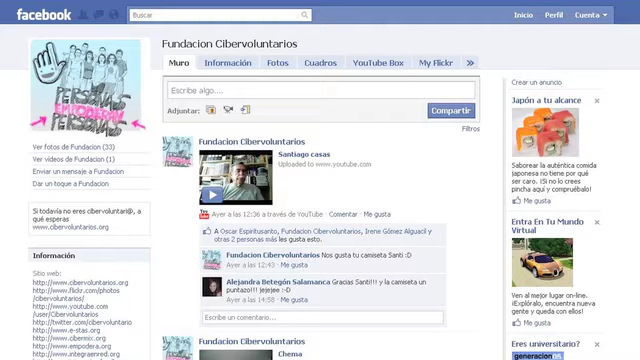 facebook
Buscar
Inicio Perfil Cuenta
Fundacion Cibervoluntarios
Muro Información Fotos Cuadros YouTube Box My Flickr »
Escribe algo....
Adjuntar:
Compartir
Filtros
PERSONAS
EMPODERAN
PERSONAS
Ver fotos de Fundacion (33)
Ver vídeos de Fundacion (1)
Enviar un mensaje a Fundacion
Dar un toque a Fundacion
Si todavía no eres cibervoluntari@, a
qué esperas
www.cibervoluntarios.org
Información
Sitio web:
http://www.cibervoluntarios.org
http://www.flickr.com/photos
/cibervoluntarios/
http://www.youtube.com
/user/Cibervoluntarios
http://twitter.com/cibervoluntario
http://www.e-stas.org
http://www.cibermix.org
http://www.empodera.org
http://www.integraenred.org
Fundacion Cibervoluntarios
Santiago casas
Uploaded to www.youtube.com
You
Tube
Ayer a las 12:36 a través de YouTube · Comentar · Me gusta
A Oscar Espiritusanto, Fundacion Cibervoluntarios, Irene Gómez Alguacil y
otras 2 personas más les gusta esto.
Fundacion Cibervoluntarios Nos gusta tu camiseta Santi :D
Ayer a las 12:43 · Me gusta
Alejandra Betegón Salamanca Gracias Santi!!! y la camiseta un
puntazo!!! jejejee :-D
Ayer a las 14:58 · Me gusta
Escribe un comentario...
Fundacion Cibervoluntarios
Chema
Crear un anuncio
Japón a tu alcance
Saborear la auténtica comida
japonesa no tiene por qué
ser caro. ¡Si no lo crees
pincha aquí y compruébalo!
Me gusta
Entra En Tu Mundo
Virtual
Ven al mejor lugar on-line.
¡Explóralo, encuentra nueva
gente y queda con ella!
Me gusta
Eres universitario?
generation